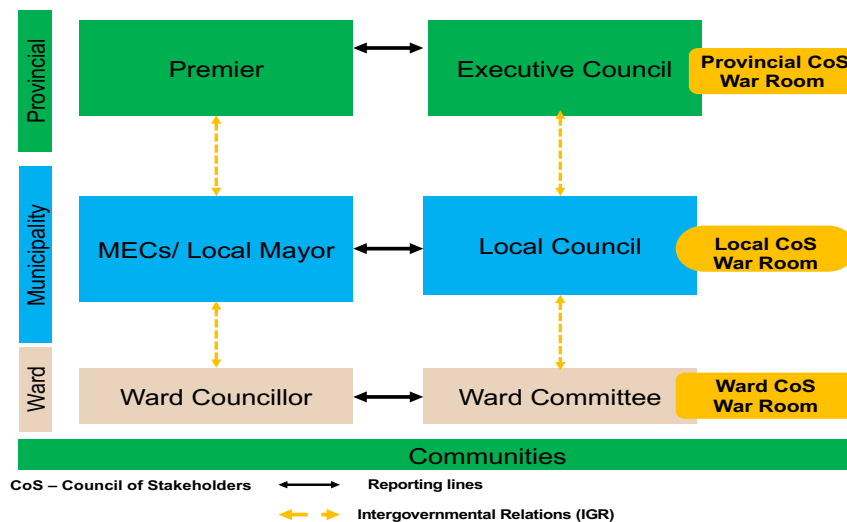 Provincial
Premier
Executive Council
Provincial CoS
War Room
Municipality
MECs/ Local Mayor
Local Council
Local CoS
War Room
Ward
Ward Councillor
Ward Committee
Ward CoS
War Room
Communities
CoS – Council of Stakeholders
Reporting lines
Intergovernmental Relations (IGR)